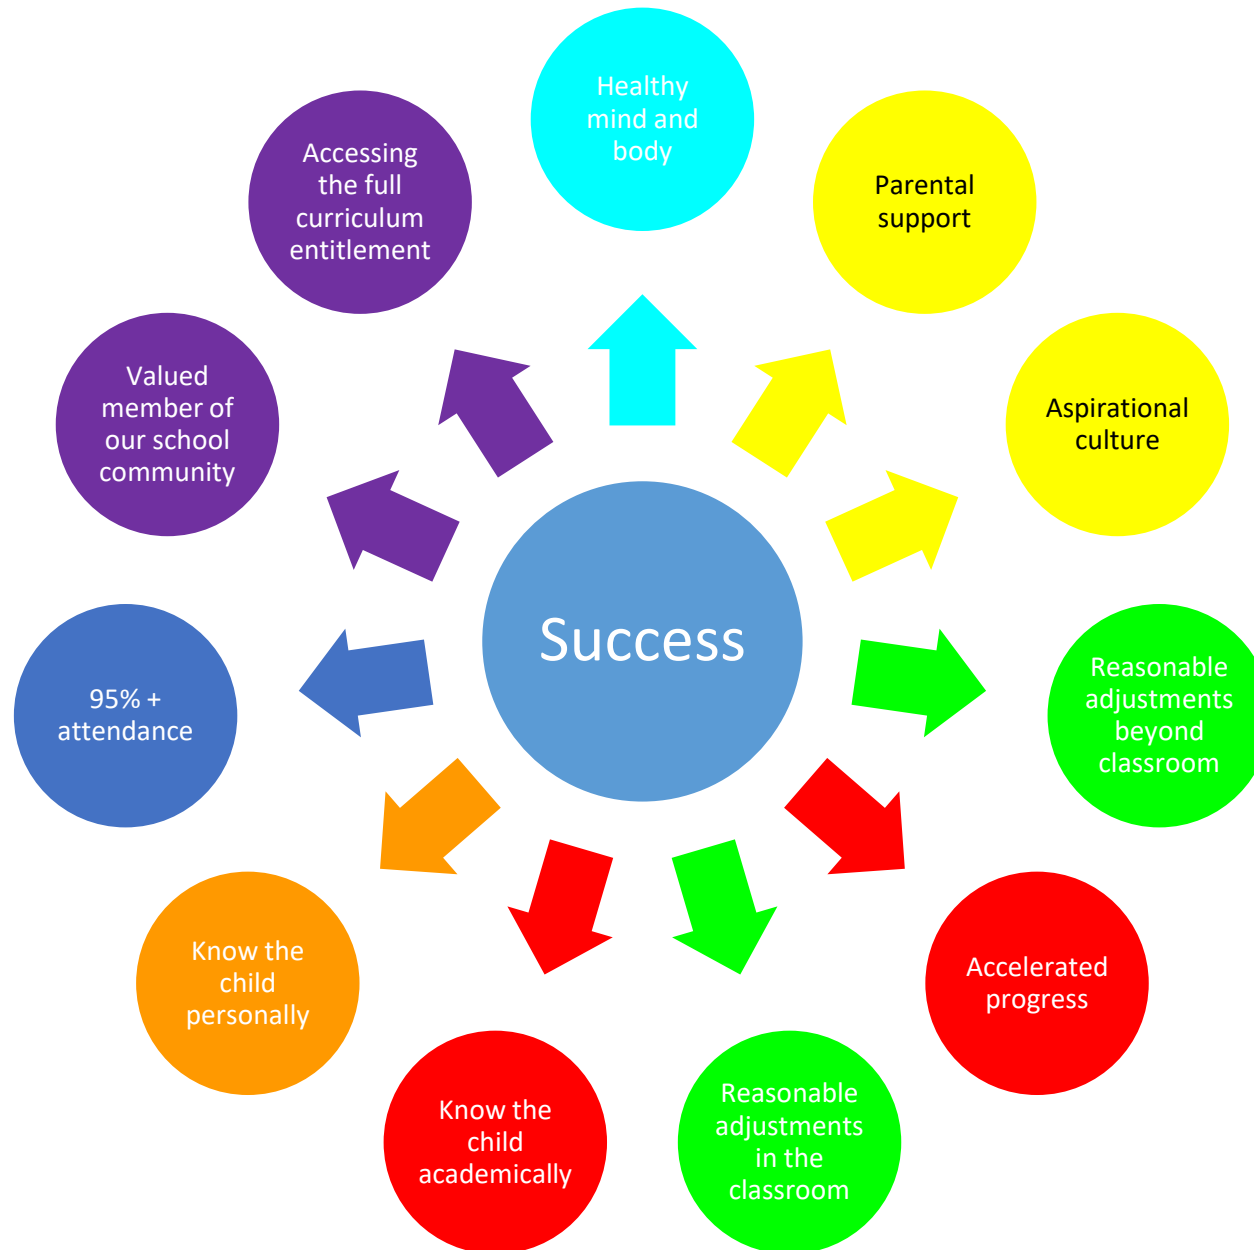 Healthy
mind and
body
Parental
support
Aspirational
culture
Reasonable
adjustments
beyond
classroom
Accelerated
progress
Reasonable
adjustments
in the
classroom
Know the
child
academically
Know the
child
personally
95% +
attendance
Valued
member of
our school
community
Accessing
the full
curriculum
entitlement
Success